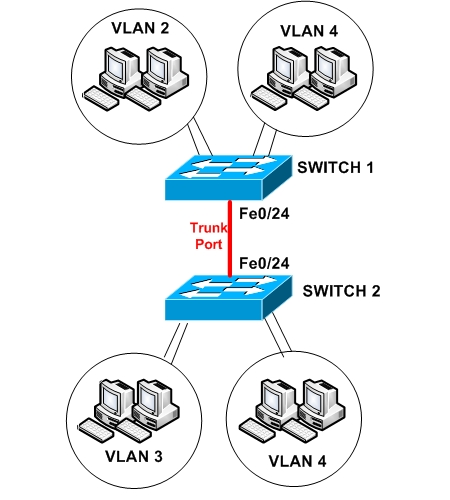 VLAN 2
VLAN 4
SWITCH 1
Fe0/24
Trunk
Port
Fe0/24
SWITCH 2
VLAN 3
VLAN 4